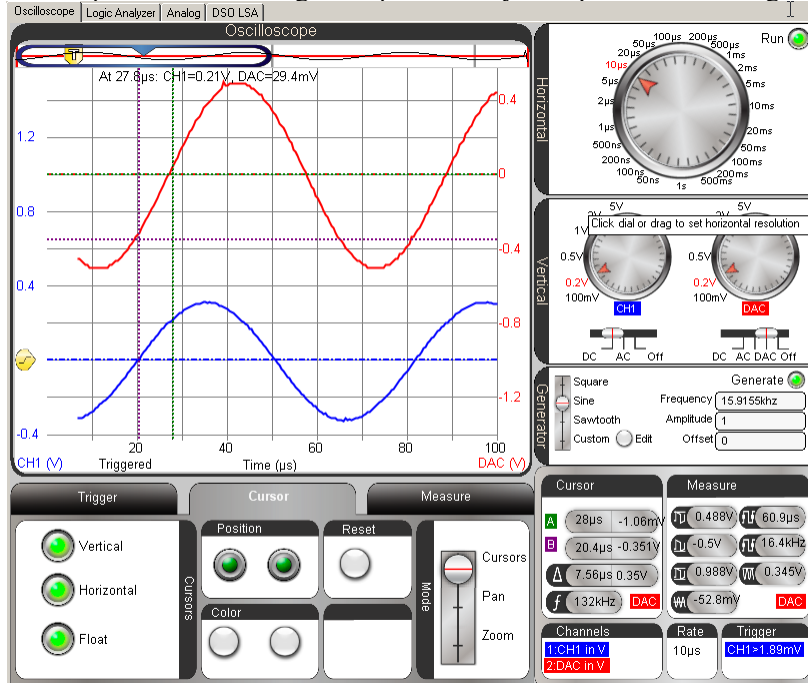 Oscilloscope Logic Analyzer Analog DSO LSA
Oscilloscope
T
At 27.8µs: CH1=0.21V, DAC=29.4mV
1.2
0.8
0.4
-0.4
0.4
0
-0.4
-0.8
-1.2
20 40 60 80 100
CH1 (V) Triggered Time (µs) DAC (V)
Horizontal
Run
50ns
100ns
200ns
500ns
1µs
2µs
5µs
10µs
20µs
50µs
100µs
200µs
500µs
1ms
2ms
5ms
10ms
20ms
50ms
100ms
200ms
500ms
1s
Vertical
5V 5V
Click dial or drag to set horizontal resolution
1V
0.5V 0.5V
0.2V 0.2V
100mV 100mV
CH1 DAC
DC AC Off DC AC DAC Off
Generator
Square
Sine
Sawtooth
Custom Edit
Generate
Frequency 15.9155khz
Amplitude 1
Offset 0
Trigger Cursor Measure
Vertical
Horizontal
Float
Cursors
Position Reset
Color
Mode
Cursors
Pan
Zoom
Cursor
A 28µs -1.06mV
B 20.4µs -0.351V
Δ 7.56µs 0.35V
f 132kHz DAC
Measure
0.488V 60.9µs
-0.5V 16.4kHz
0.988V 0.345V
-52.8mV DAC
Channels
1:CH1 in V
2:DAC in V
Rate
10µs
Trigger
CH1>1.89mV